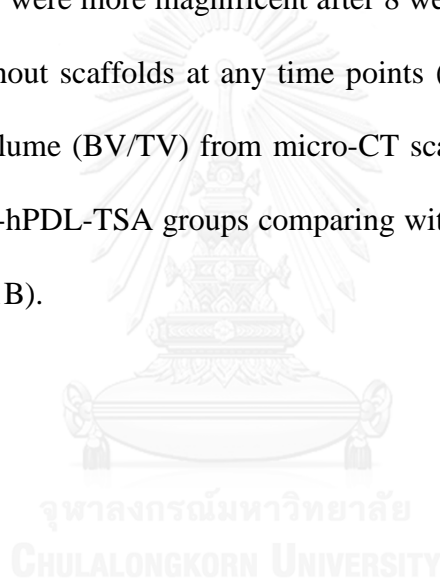 were more magnificent after 8 we
hout scaffolds at any time points (
lume (BV/TV) from micro-CT sca
-hPDL-TSA groups comparing wit
B).
จุฬาลงกรณ์มหาวิทยาลัย
CHULALONGKORN UNIVERSITY